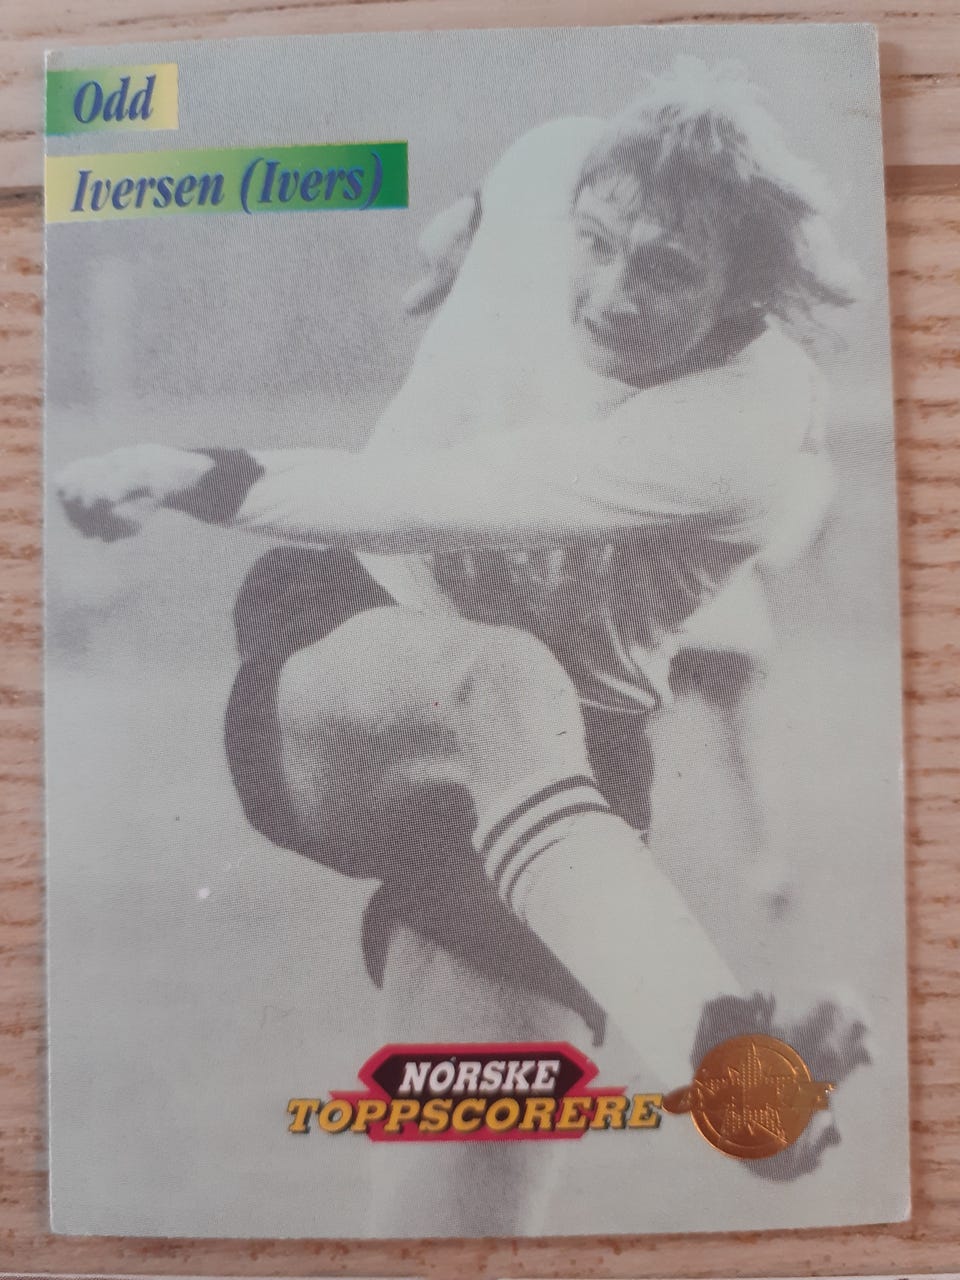 Odd
Iversen (Ivers)
NORSKE
TOPPSCORERE